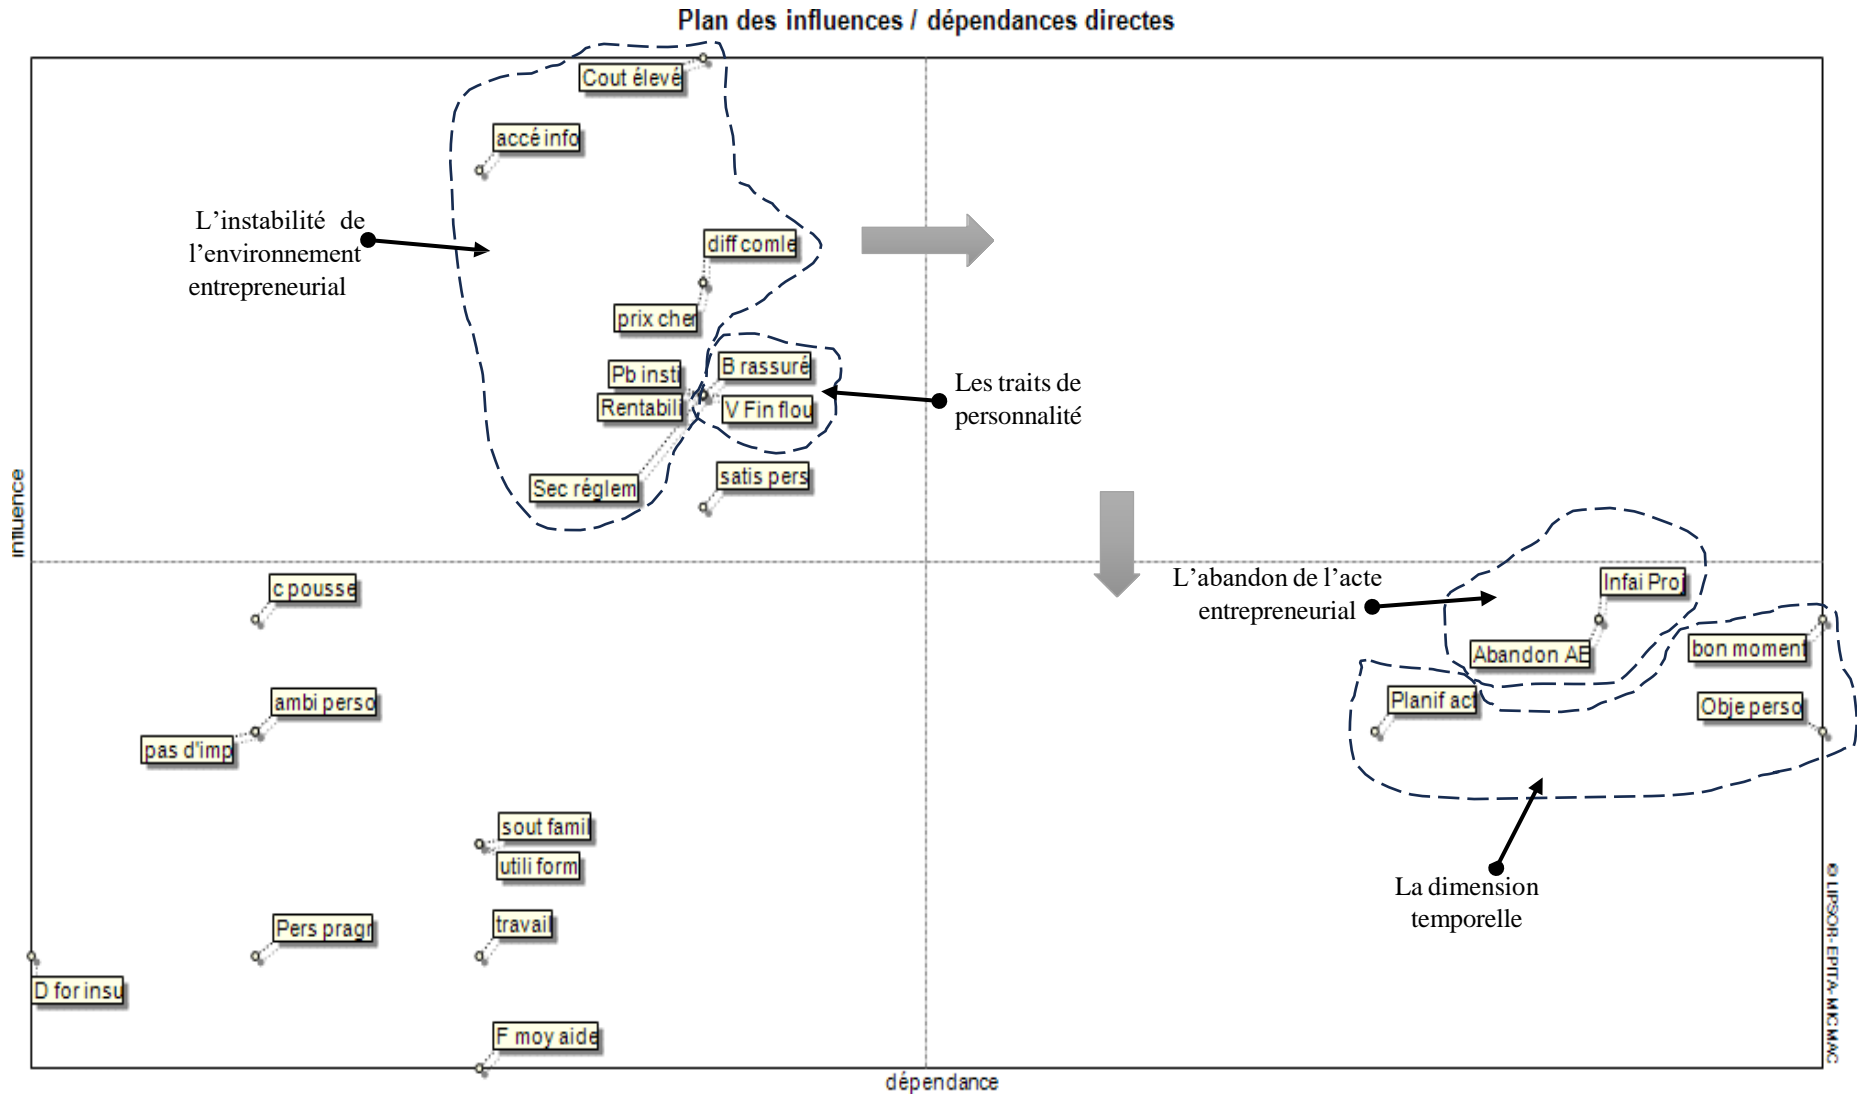 Plan des influences / dépendances directes
Cout élevé
accé info
L’instabilité de
l’environnement
entrepreneurial
diff comle
prix cher
Pb insti
B rassuré
Rentabili
V Fin flou
Les traits de
personnalité
satis pers
Sec réglem
influence
L’abandon de l’acte
entrepreneurial
c pousse
Infai Proj
Abandon AE
bon moment
ambi perso
Planif act
Obje perso
pas d'imp
sout famil
utili form
La dimension
temporelle
Pers pragr
travail
D for insu
F moy aide
dépendance
© LIPSOR-EPITA-MICMAC